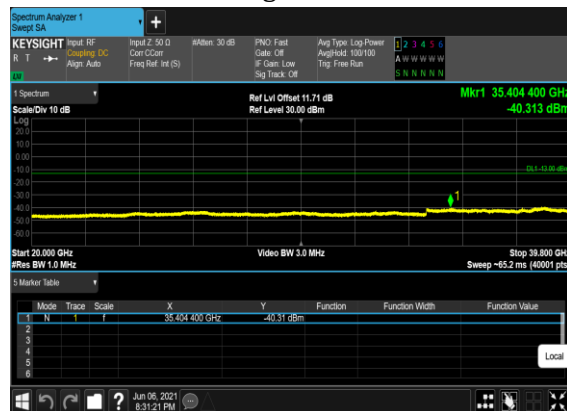 Spectrum Analyzer 1
Swept SA
+
KEYSIGHT Input: RF Input Z: 50 Ω #Atten: 30 dB PNO: Fast Avg Type: Log-Power 1 2 3 4 5 6
R T Coupling: DC Corr CCorr Gate: Off Avg|Hold: 100/100 A W W W W W
Align: Auto Freq Ref: Int (S) IF Gain: Low Trig: Free Run
LW Sig Track: Off S N N N N N
1 Spectrum Ref Lvl Offset 11.71 dB Mkr1 35.404 400 GHz
Scale/Div 10 dB Ref Level 30.00 dBm -40.313 dBm
Log
20.0
10.0
0.00
-10.0 DL1 -13.00 dBm
-20.0
-30.0 1
-40.0
-50.0
-60.0
Start 20.000 GHz Video BW 3.0 MHz Stop 39.800 GHz
#Res BW 1.0 MHz Sweep ~65.2 ms (40001 pts)
5 Marker Table
Mode Trace Scale X Y Function Function Width Function Value
1 N 1 f 35.404 400 GHz -40.31 dBm
2
3
4
5
6
Local
? Jun 06, 2021
8:31:21 PM